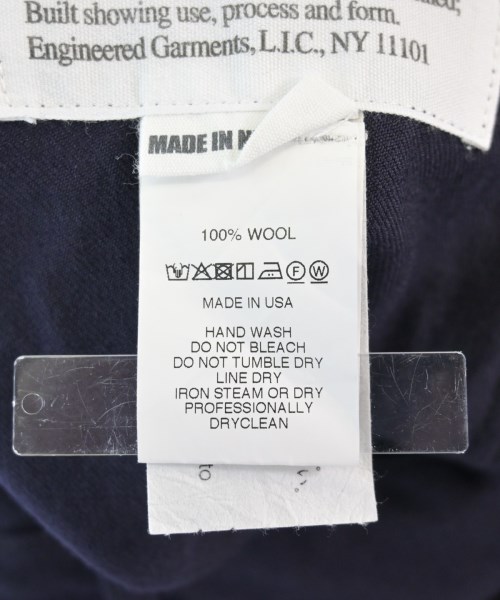 Built showing use, process and form.
Engineered Garments, L.I.C., NY 11101
MADE IN
100% WOOL
F W
MADE IN USA
HAND WASH
DO NOT BLEACH
DO NOT TUMBLE DRY
LINE DRY
IRON STEAM OR DRY
PROFESSIONALLY
DRYCLEAN
to